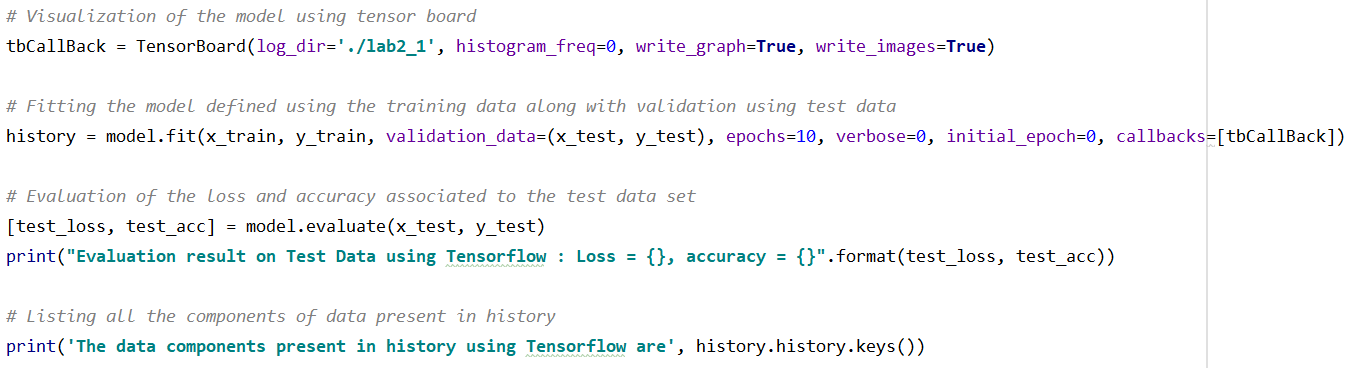 # Visualization of the model using tensor board
tbCallBack = TensorBoard(log_dir='./lab2_1', histogram_freq=0, write_graph=True, write_images=True)
# Fitting the model defined using the training data along with validation using test data
history = model.fit(x_train, y_train, validation_data=(x_test, y_test), epochs=10, verbose=0, initial_epoch=0, callbacks=[tbCallBack])
# Evaluation of the loss and accuracy associated to the test data set
[test_loss, test_acc] = model.evaluate(x_test, y_test)
print("Evaluation result on Test Data using Tensorflow : Loss = {}, accuracy = {}".format(test_loss, test_acc))
# Listing all the components of data present in history
print('The data components present in history using Tensorflow are', history.history.keys())